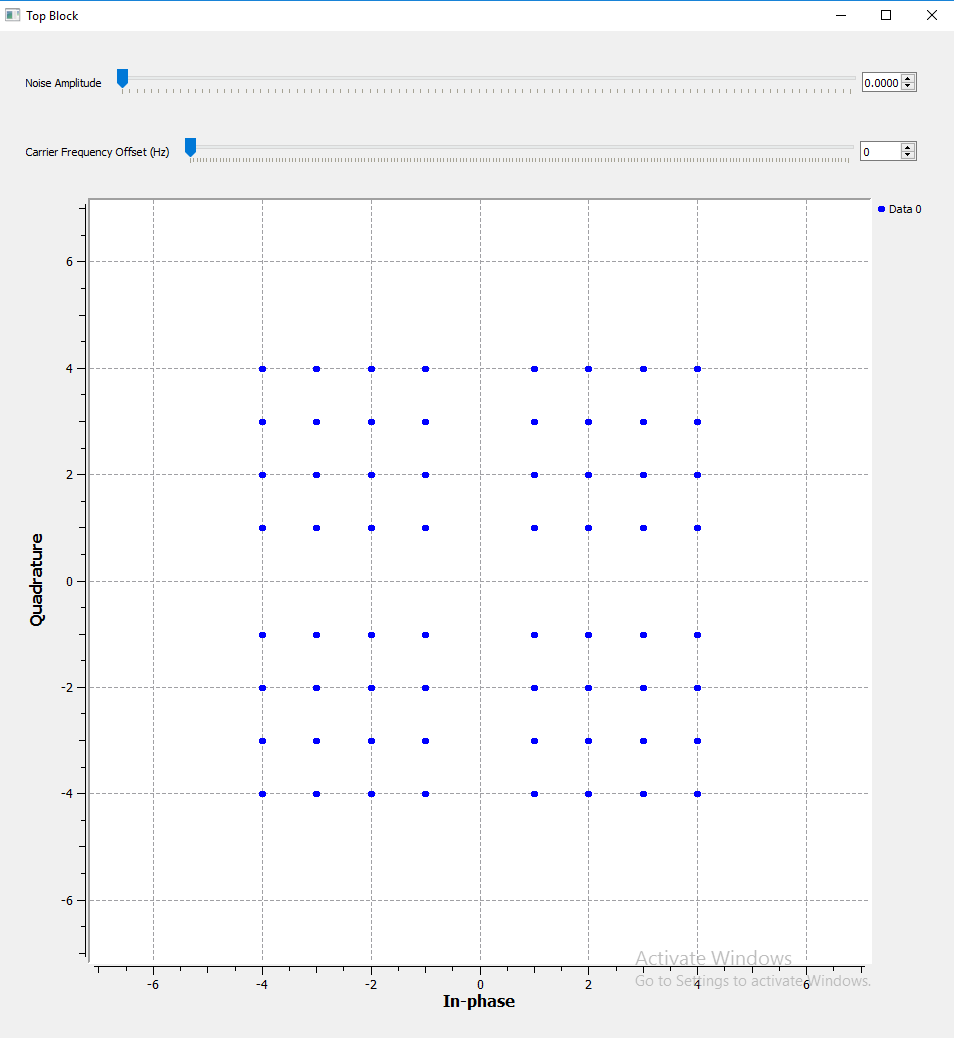 Top Block
Noise Amplitude 0.0000
Carrier Frequency Offset (Hz) 0
Data 0
6
4
2
0
-2
-4
-6
Quadrature
-6 -4 -2 0 2 4 6
In-phase
Activate Windows
Go to Settings to activate Windows.